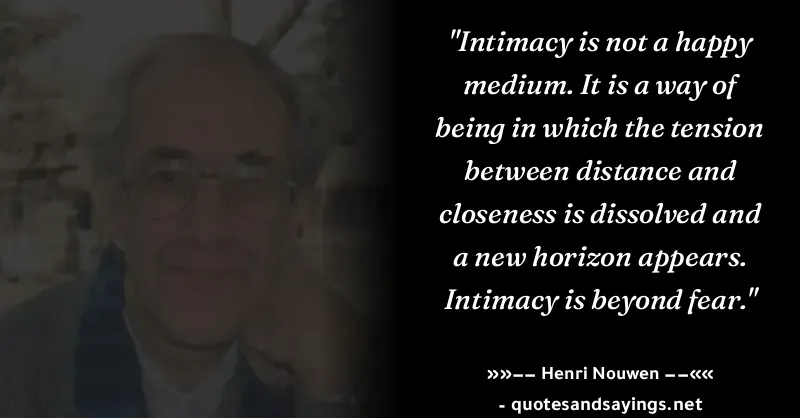 "Intimacy is not a happy
medium. It is a way of
being in which the tension
between distance and
closeness is dissolved and
a new horizon appears.
Intimacy is beyond fear."
»»–– Henri Nouwen ––««
- quotesandsayings.net